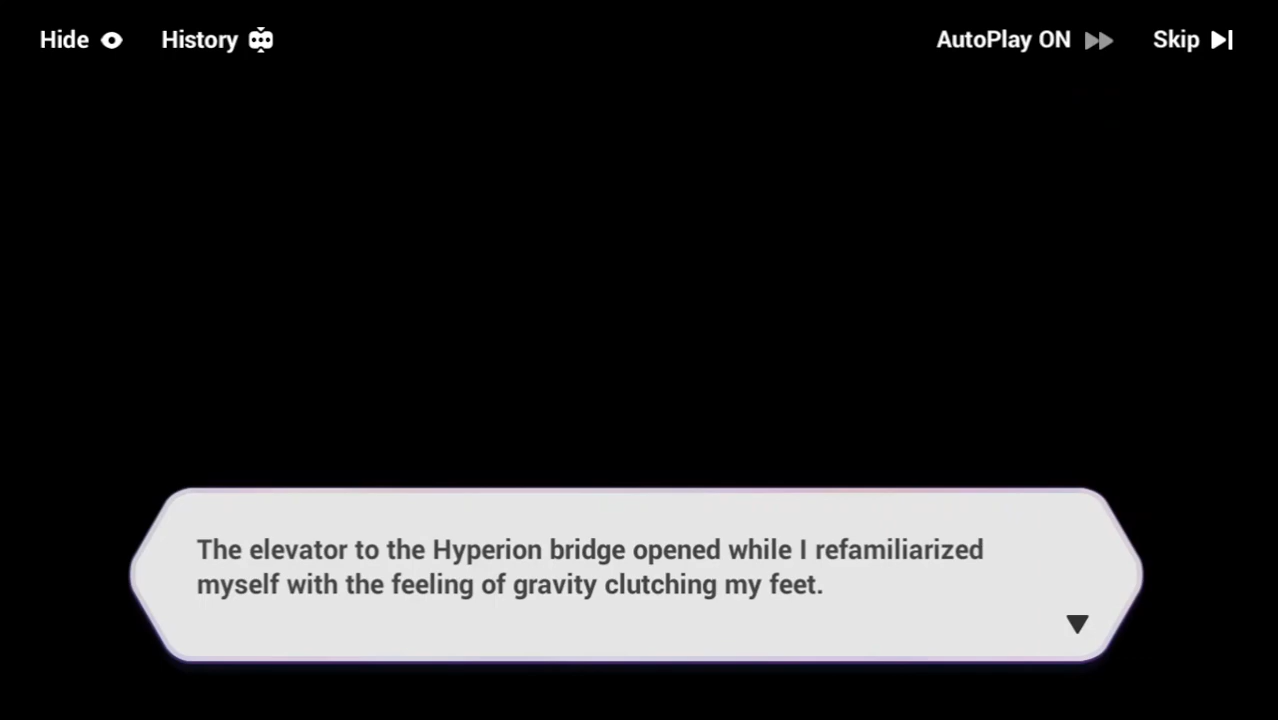 Hide History AutoPlay ON Skip
The elevator to the Hyperion bridge opened while I refamiliarized
myself with the feeling of gravity clutching my feet.